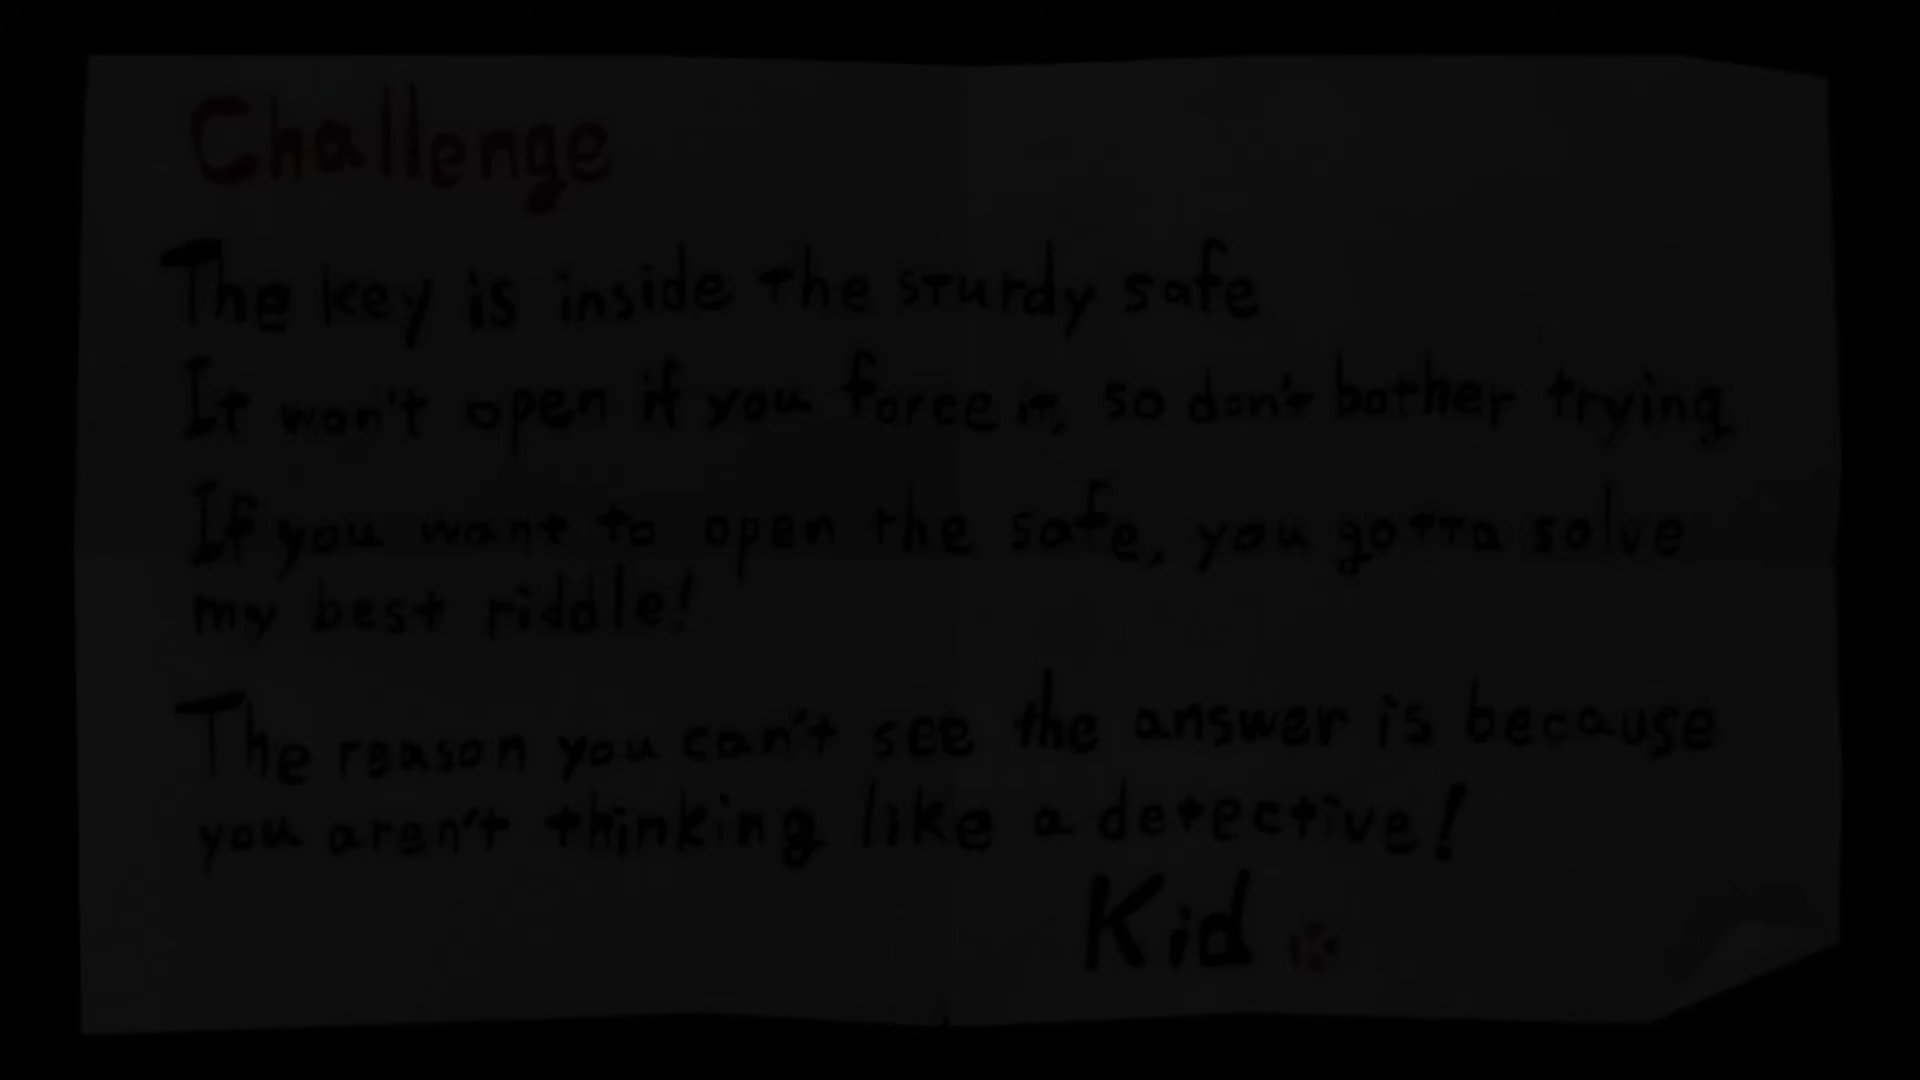 Challenge
The key is inside the sturdy safe
It won't open if you force it, so don't bother trying
If you want to open the safe, you gotta solve
my best riddle!
The reason you can't see the answer is because
you aren't thinking like a detective!
Kid